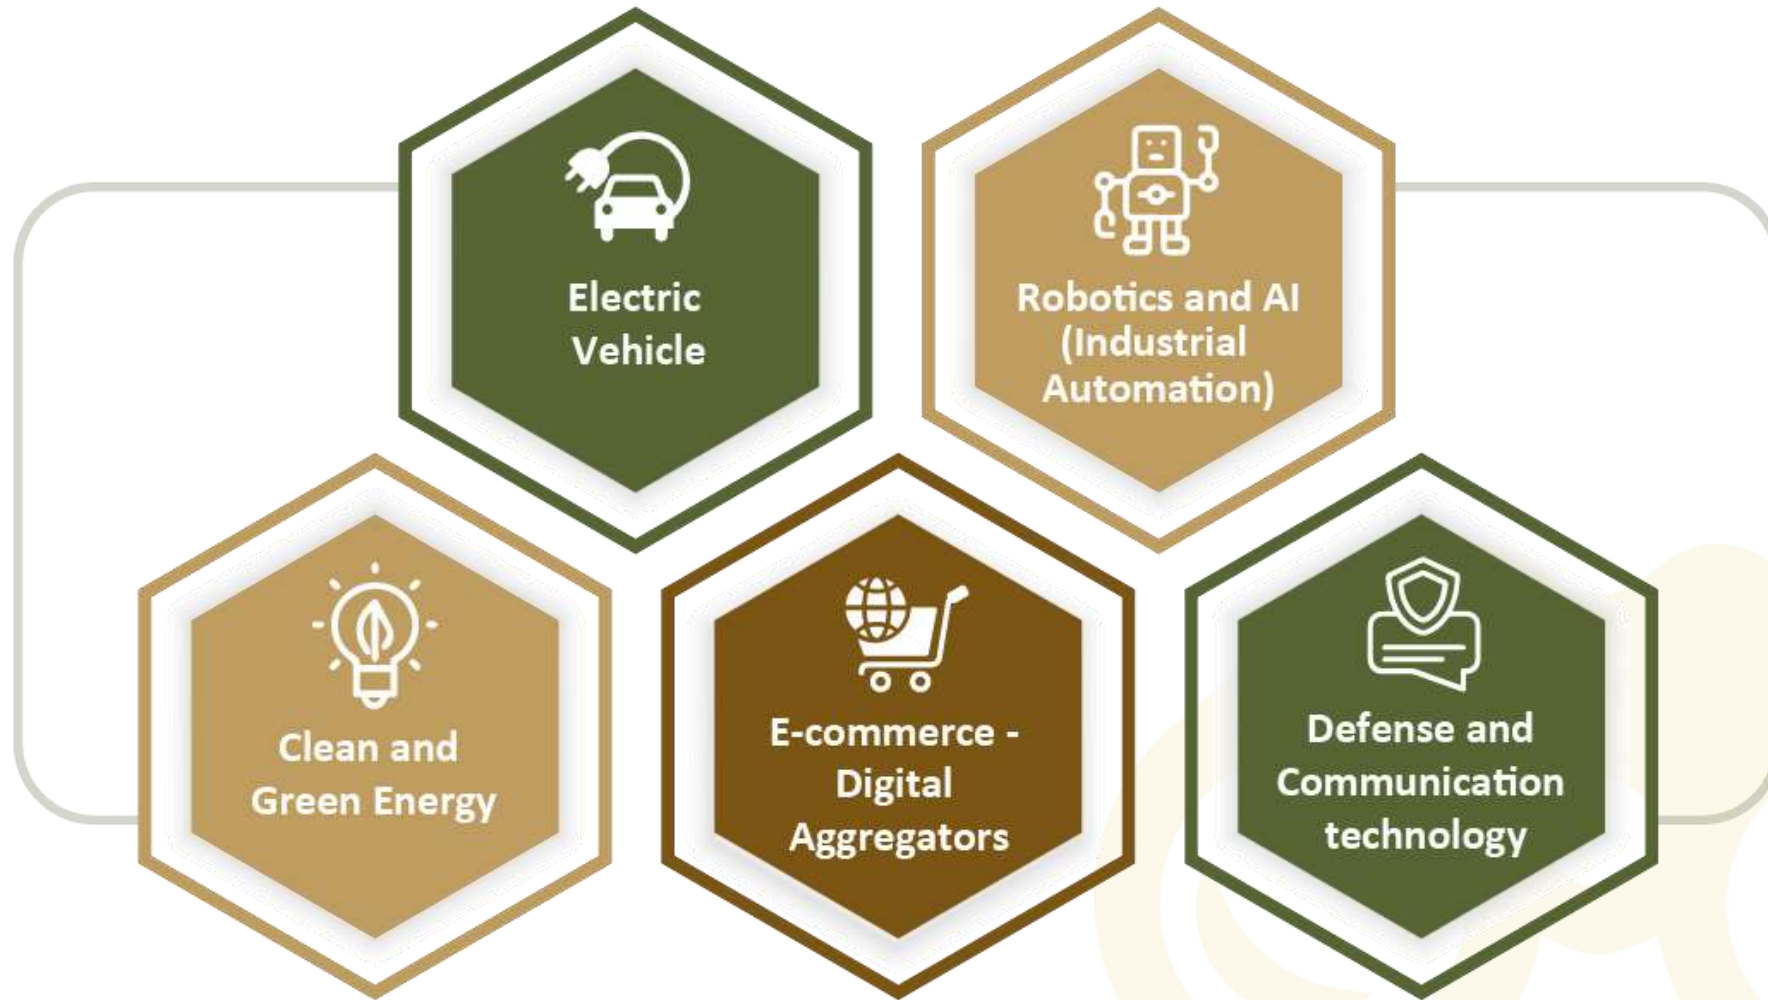 Electric
Vehicle
Robotics and AI
(Industrial
Automation)
Clean and
Green Energy
E-commerce -
Digital
Aggregators
Defense and
Communication
technology